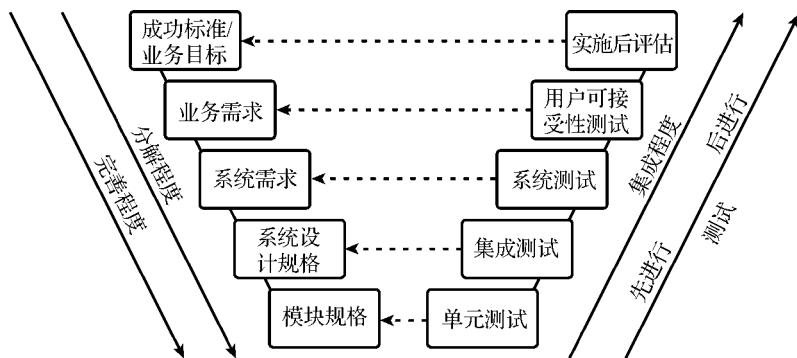 成功标准/
业务目标
实施后评估
业务需求
用户可接
受性测试
系统需求
系统测试
系统设
计规格
集成测试
模块规格
单元测试
分解程度
完善程度
集成程度
后进行
先进行
测试